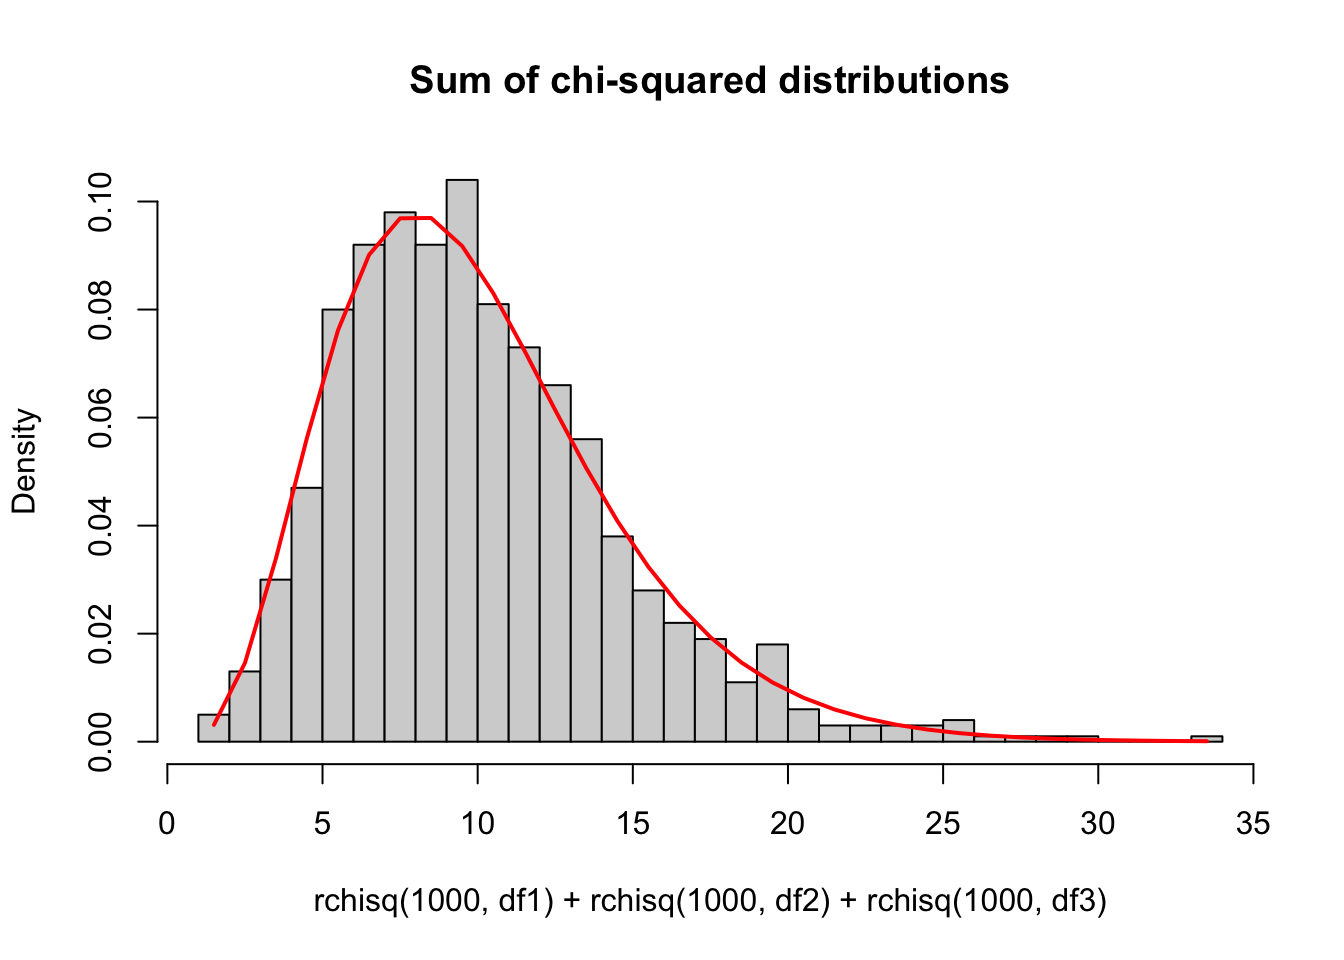 Sum of chi-squared distributions
Density
0.10
0.08
0.06
0.04
0.02
0.00
0 5 10 15 20 25 30 35
rchisq(1000, df1) + rchisq(1000, df2) + rchisq(1000, df3)